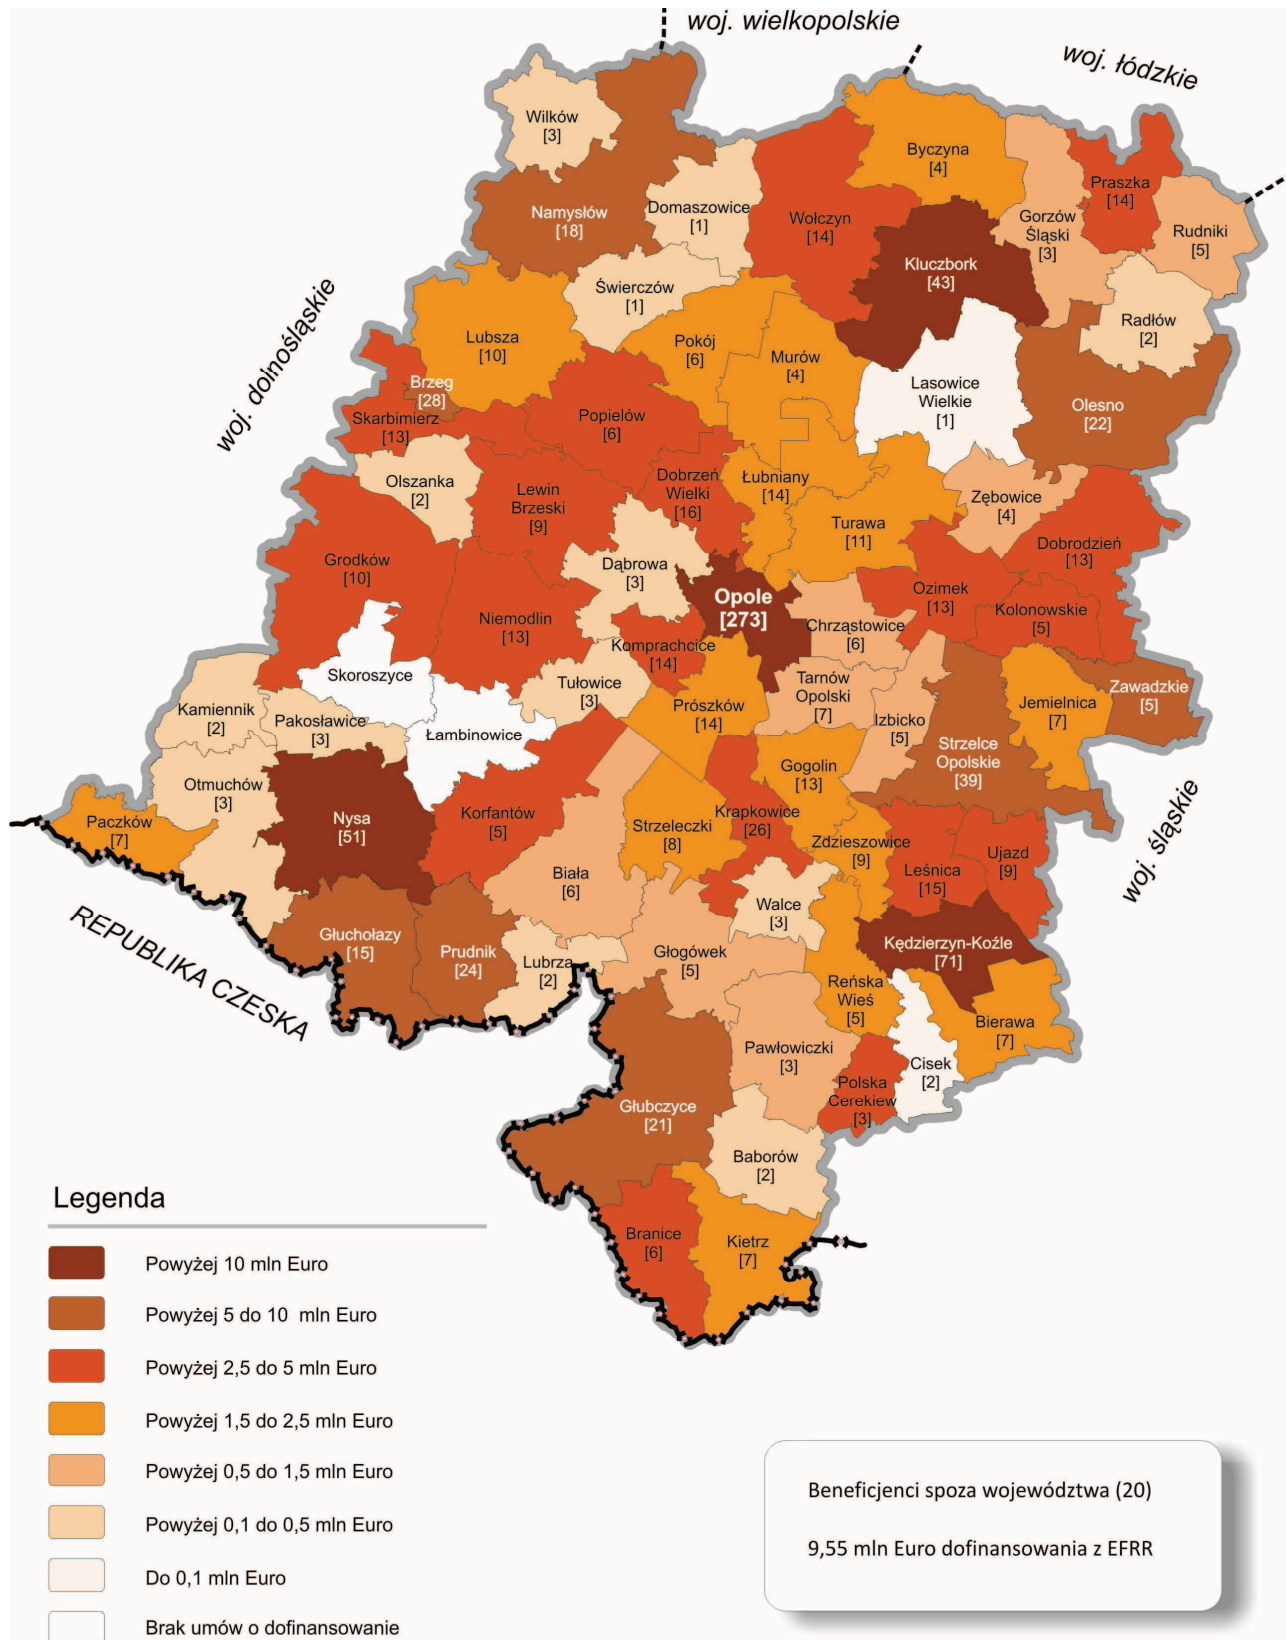 woj. wielkopolskie
woj. łódzkie
Wilków
[3]
Byczyna
[4]
Praszka
[14]
Namysłów
[18]
Domaszowice
[1]
Wołczyn
[14]
Gorzów
Śląski
[3]
Rudniki
[5]
Kluczbork
[43]
woj. dolnośląskie
Świerczów
[1]
Radłów
[2]
Lubsza
[10]
Pokój
[6]
Murów
[4]
Lasowice
Wielkie
[1]
Brzeg
[28]
Olesno
[22]
Skarbimierz
[13]
Popielów
[6]
Olszanka
[2]
Lewin
Brzeski
[9]
Dobrzeń
Wielki
[16]
Łubniany
[14]
Zębowice
[4]
Turawa
[11]
Dobrodzień
[13]
Grodków
[10]
Dąbrowa
[3]
Opole
[273]
Ozimek
[13]
Kolonowskie
[5]
Niemodlin
[13]
Chrząstowice
[6]
Komprachcice
[14]
Skoroszyce
Tułowice
[3]
Tarnów
Opolski
[7]
Zawadzkie
[5]
Kamiennik
[2]
Pakosławice
[3]
Prószków
[14]
Jemielnica
[7]
Izbicko
[5]
Łambinowice
Strzelce
Opolskie
[39]
Otmuchów
[3]
Gogolin
[13]
Paczków
[7]
Nysa
[51]
Korfantów
[5]
Strzeleczki
[8]
Krapkowice
[26]
Zdzieszowice
[9]
woj. śląskie
Biała
[6]
Leśnica
[15]
Ujazd
[9]
Walce
[3]
REPUBLIKA CZESKA
Głuchołazy
[15]
Prudnik
[24]
Lubrza
[2]
Głogówek
[5]
Kędzierzyn-Koźle
[71]
Reńska
Wieś
[5]
Bierawa
[7]
Pawłowiczki
[3]
Cisek
[2]
Polska
Cerekiew
[3]
Głubczyce
[21]
Baborów
[2]
Branice
[6]
Kietrz
[7]
Legenda
Powyżej 10 mln Euro
Powyżej 5 do 10 mln Euro
Powyżej 2,5 do 5 mln Euro
Powyżej 1,5 do 2,5 mln Euro
Powyżej 0,5 do 1,5 mln Euro
Powyżej 0,1 do 0,5 mln Euro
Do 0,1 mln Euro
Brak umów o dofinansowanie
Beneficjenci spoza województwa (20)
9,55 mln Euro dofinansowania z EFRR